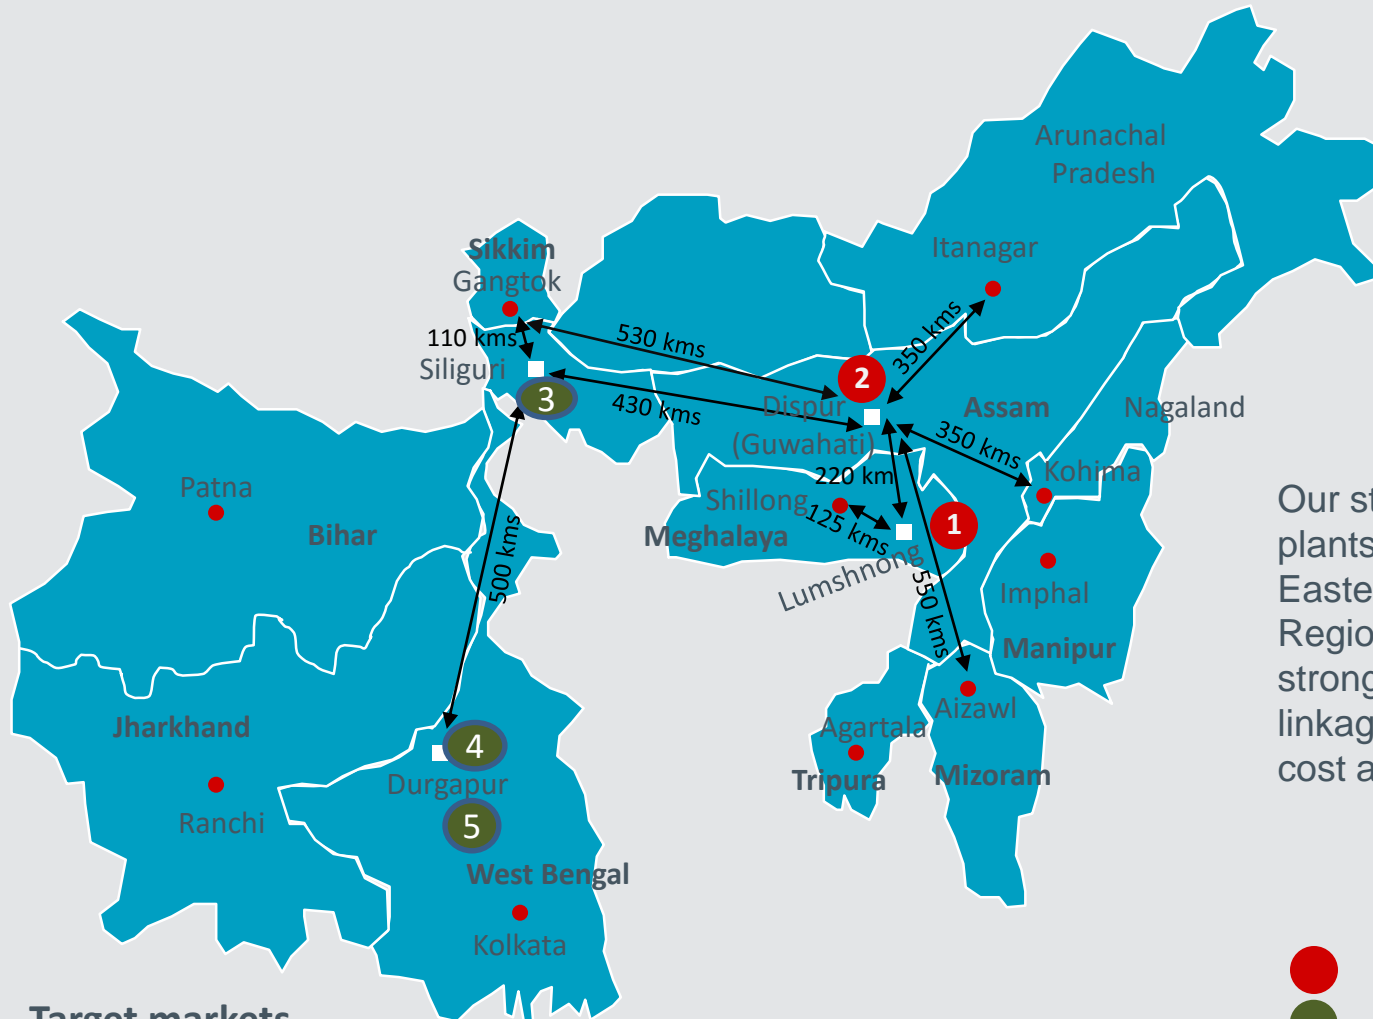 Arunachal
Pradesh
Itanagar
Sikkim
Gangtok
110 kms
Siliguri
530 kms
350 kms
2
3
430 kms
Dispur
(Guwahati)
Assam
Nagaland
350 kms
Kohima
220 km
Patna
Bihar
Shillong
125 kms
1
Meghalaya
Lumshnong
500 kms
550 kms
Imphal
Manipur
Jharkhand
Aizawl
Agartala
Tripura
Mizoram
4
Durgapur
Ranchi
5
West Bengal
Kolkata
Our st
plants
Easte
Regio
strong
linkag
cost a
Target markets